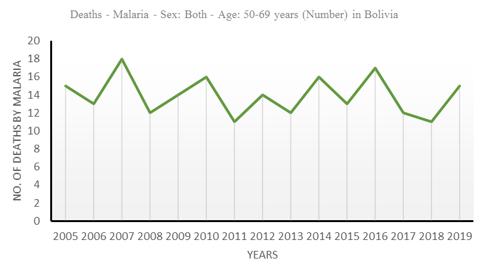 Deaths - Malaria - Sex: Both - Age: 50-69 years (Number) in Bolivia
NO. OF DEATHS BY MALARIA
20
18
16
14
12
10
8
6
4
2
0
2005 2006 2007 2008 2009 2010 2011 2012 2013 2014 2015 2016 2017 2018 2019
YEARS